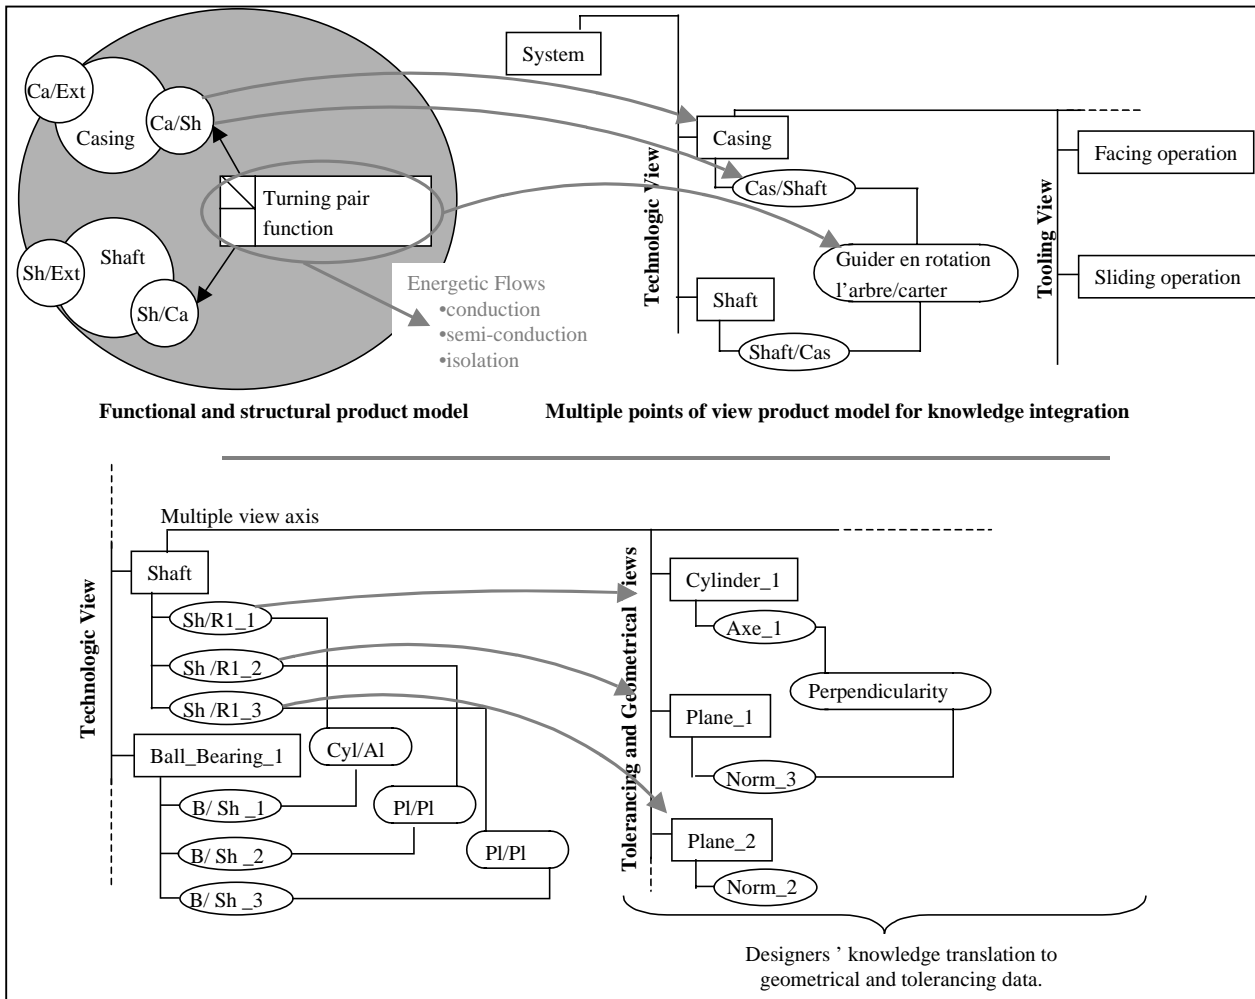 Ca/Ext
Casing
Ca/Sh
Turning pair
function
Shaft
Sh/Ext
Sh/Ca
Energetic Flows
•conduction
•semi-conduction
•isolation
System
Technologic View
Casing
Cas/Shaft
Guider en rotation
l’arbre/carter
Shaft
Shaft/Cas
Tooling View
Facing operation
Sliding operation
Functional and structural product model
Multiple points of view product model for knowledge integration
Multiple view axis
Technologic View
Shaft
Sh/R1_1
Sh /R1_2
Sh /R1_3
Ball_Bearing_1
B/ Sh _1
B/ Sh _2
B/ Sh _3
Cyl/Al
Pl/Pl
Pl/Pl
Tolerancing and Geometrical Views
Cylinder_1
Axe_1
Perpendicularity
Plane_1
Norm_3
Plane_2
Norm_2
Designers ’ knowledge translation to
geometrical and tolerancing data.